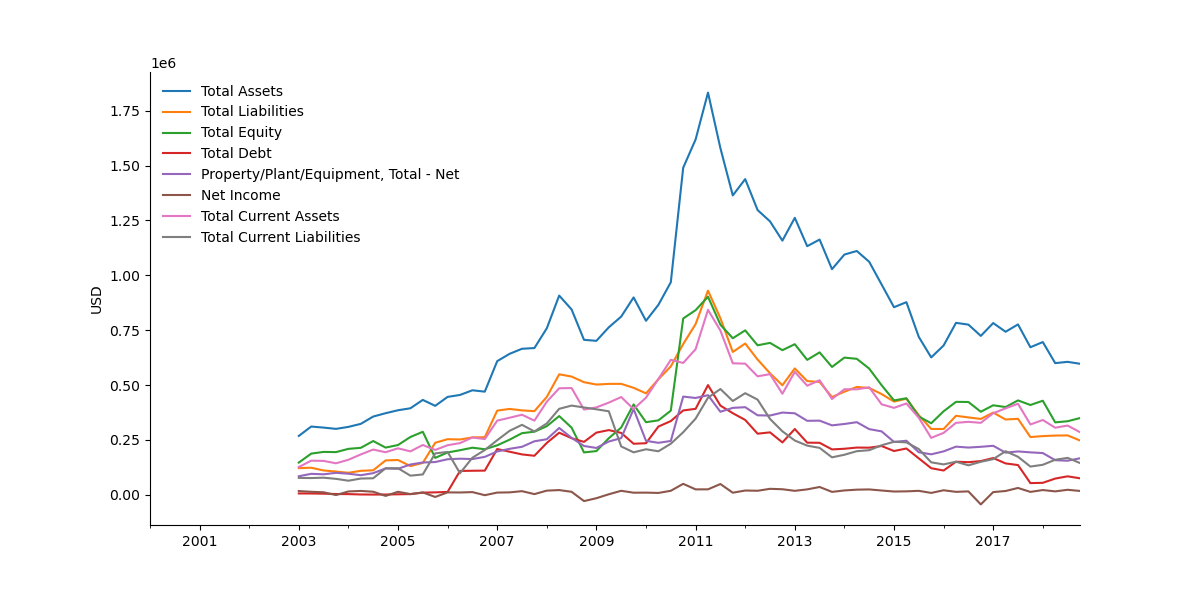 1e6
1.75
1.50
1.25
1.00
0.75
0.50
0.25
0.00
USD
Total Assets
Total Liabilities
Total Equity
Total Debt
Property/Plant/Equipment, Total - Net
Net Income
Total Current Assets
Total Current Liabilities
2001 2003 2005 2007 2009 2011 2013 2015 2017